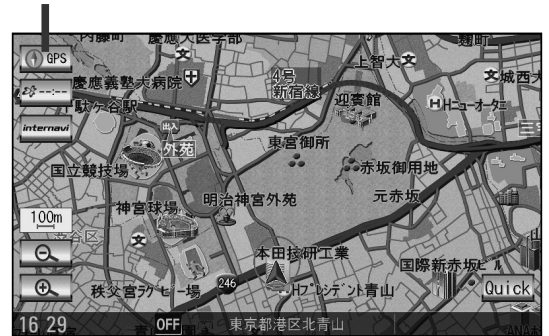 内藤町
慶應大医学部
麹町
上智大
GPS
慶應義塾大病院
4号
新宿線
城西大
迎賓館
--:--
H ﾆｭｰｵｰﾀﾆ
駄ヶ谷駅
internavi
出入
外苑
東宮御所
国立競技場
赤坂御用地
100m
神宮球場
明治神宮外苑
元赤坂
本田技研工業
国際新赤坂ビル
246
秩父宮ラグビー場
Hプレシデント青山
Quick
16:29
OFF
東京都港区北青山
ANA